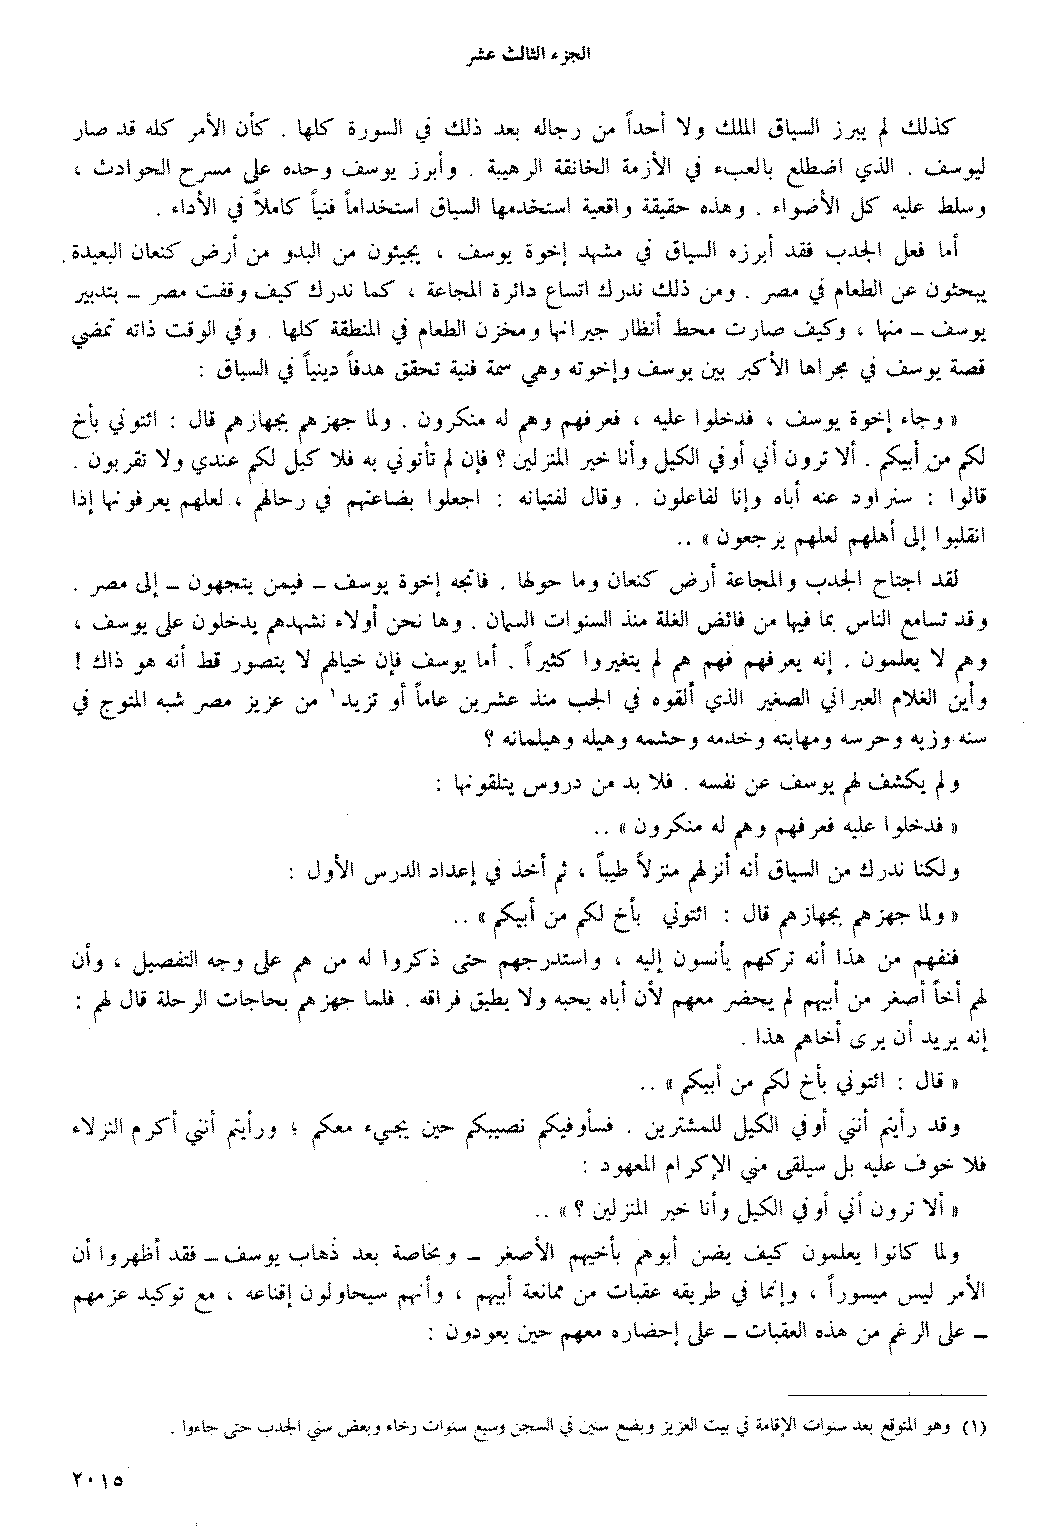 الجزء الثالث عشر
كذلك لم يبرز السياق الملك ولا أحداً من رجاله بعد ذلك في السورة كلها . كأن الأمر كله قد صار
ليوسف . الذي اضطلع بالعبء في الأزمة الخانقة الرهيبة . وأبرز يوسف وحده على مسرح الحوادث ،
وسلط عليه كل الأضواء . وهذه حقيقة واقعية استخدمها السياق استخداماً فنياً كاملاً في الأداء .
أما فعل الجدب فقد أبرزه السياق في مشهد إخوة يوسف ، يجيئون من البدو من أرض كنعان البعيدة .
يبحثون عن الطعام في مصر . ومن ذلك ندرك اتساع دائرة المجاعة ، كما ندرك كيف وقفت مصر – بتدبير
يوسف – منها ، وكيف صارت محط أنظار جيرانها ومخزن الطعام في المنطقة كلها . وفي الوقت ذاته تمضي
قصة يوسف في مجراها الأكبر بين يوسف وإخوته وهي سمة فنية تحقق هدفاً دينياً في السياق :
« وجاء إخوة يوسف ، فدخلوا عليه ، فعرفهم وهم له منكرون . ولما جهزهم بجهازهم قال : ائتوني بأخ
لكم من أبيكم . ألا ترون أني أوفي الكيل وأنا خير المنزلين ؟ فإن لم تأتوني به فلا كيل لكم عندي ولا تقربون .
قالوا : سنراود عنه أباه وإنا لفاعلون . وقال لفتيانه : اجعلوا بضاعتهم في رحالهم ، لعلهم يعرفونها إذا
انقلبوا إلى أهلهم لعلهم يرجعون » ..
لقد اجتاح الجدب والمجاعة أرض كنعان وما حولها . فاتجه إخوة يوسف – فيمن يتجهون – إلى مصر .
وقد تسامع الناس بما فيها من فائض الغلة منذ السنوات السمان . وها نحن أولاء نشهدهم يدخلون على يوسف ،
وهم لا يعلمون . إنه يعرفهم فهم هم لم يتغيروا كثيراً . أما يوسف فإن خيالهم لا يتصور قط أنه هو ذاك !
وأين الغلام العبراني الصغير الذي ألقوه في الجب منذ عشرين عاماً أو تزيد١ من عزيز مصر شبه المتوج في
سنه وزيه وحرسه ومهابته وخدمه وحشمه وهيله وهيلمانه ؟
ولم يكشف لهم يوسف عن نفسه . فلا بد من دروس يتلقونها :
« فدخلوا عليه فعرفهم وهم له منكرون » ..
ولكنا ندرك من السياق أنه أنزلهم منزلاً طيباً ، ثم أخذ في إعداد الدرس الأول :
« ولما جهزهم بجهازهم قال : ائتوني بأخ لكم من أبيكم » ..
فنفهم من هذا أنه تركهم يأنسون إليه ، واستدرجهم حتى ذكروا له من هم على وجه التفصيل ، وأن
لهم أخاً أصغر من أبيهم لم يحضر معهم لأن أباه يحبه ولا يطيق فراقه . فلما جهزهم بحاجات الرحلة قال لهم :
إنه يريد أن يرى أخاهم هذا .
« قال : ائتوني بأخ لكم من أبيكم » ..
وقد رأيتم أنني أوفي الكيل للمشترين . فسأوفيكم نصيبكم حين يجيء معكم ؛ ورأيتم أنني أكرم النزلاء
فلا خوف عليه بل سيلقى مني الإكرام المعهود :
« ألا ترون أني أوفي الكيل وأنا خير المنزلين ؟ » ..
ولما كانوا يعلمون كيف يضن أبوهم بأخيهم الأصغر – وبخاصة بعد ذهاب يوسف – فقد أظهروا أن
الأمر ليس ميسوراً ، وإنما في طريقه عقبات من ممانعة أبيهم ، وأنهم سيحاولون إقناعه ، مع توكيد عزمهم
– على الرغم من هذه العقبات – على إحضاره معهم حين يعودون :
(١) وهو المتوقع بعد سنوات الإقامة في بيت العزيز وبضع سنين في السجن وسبع سنوات رخاء وبعض سني الجدب حتى جاءوا .
٢٠١٥